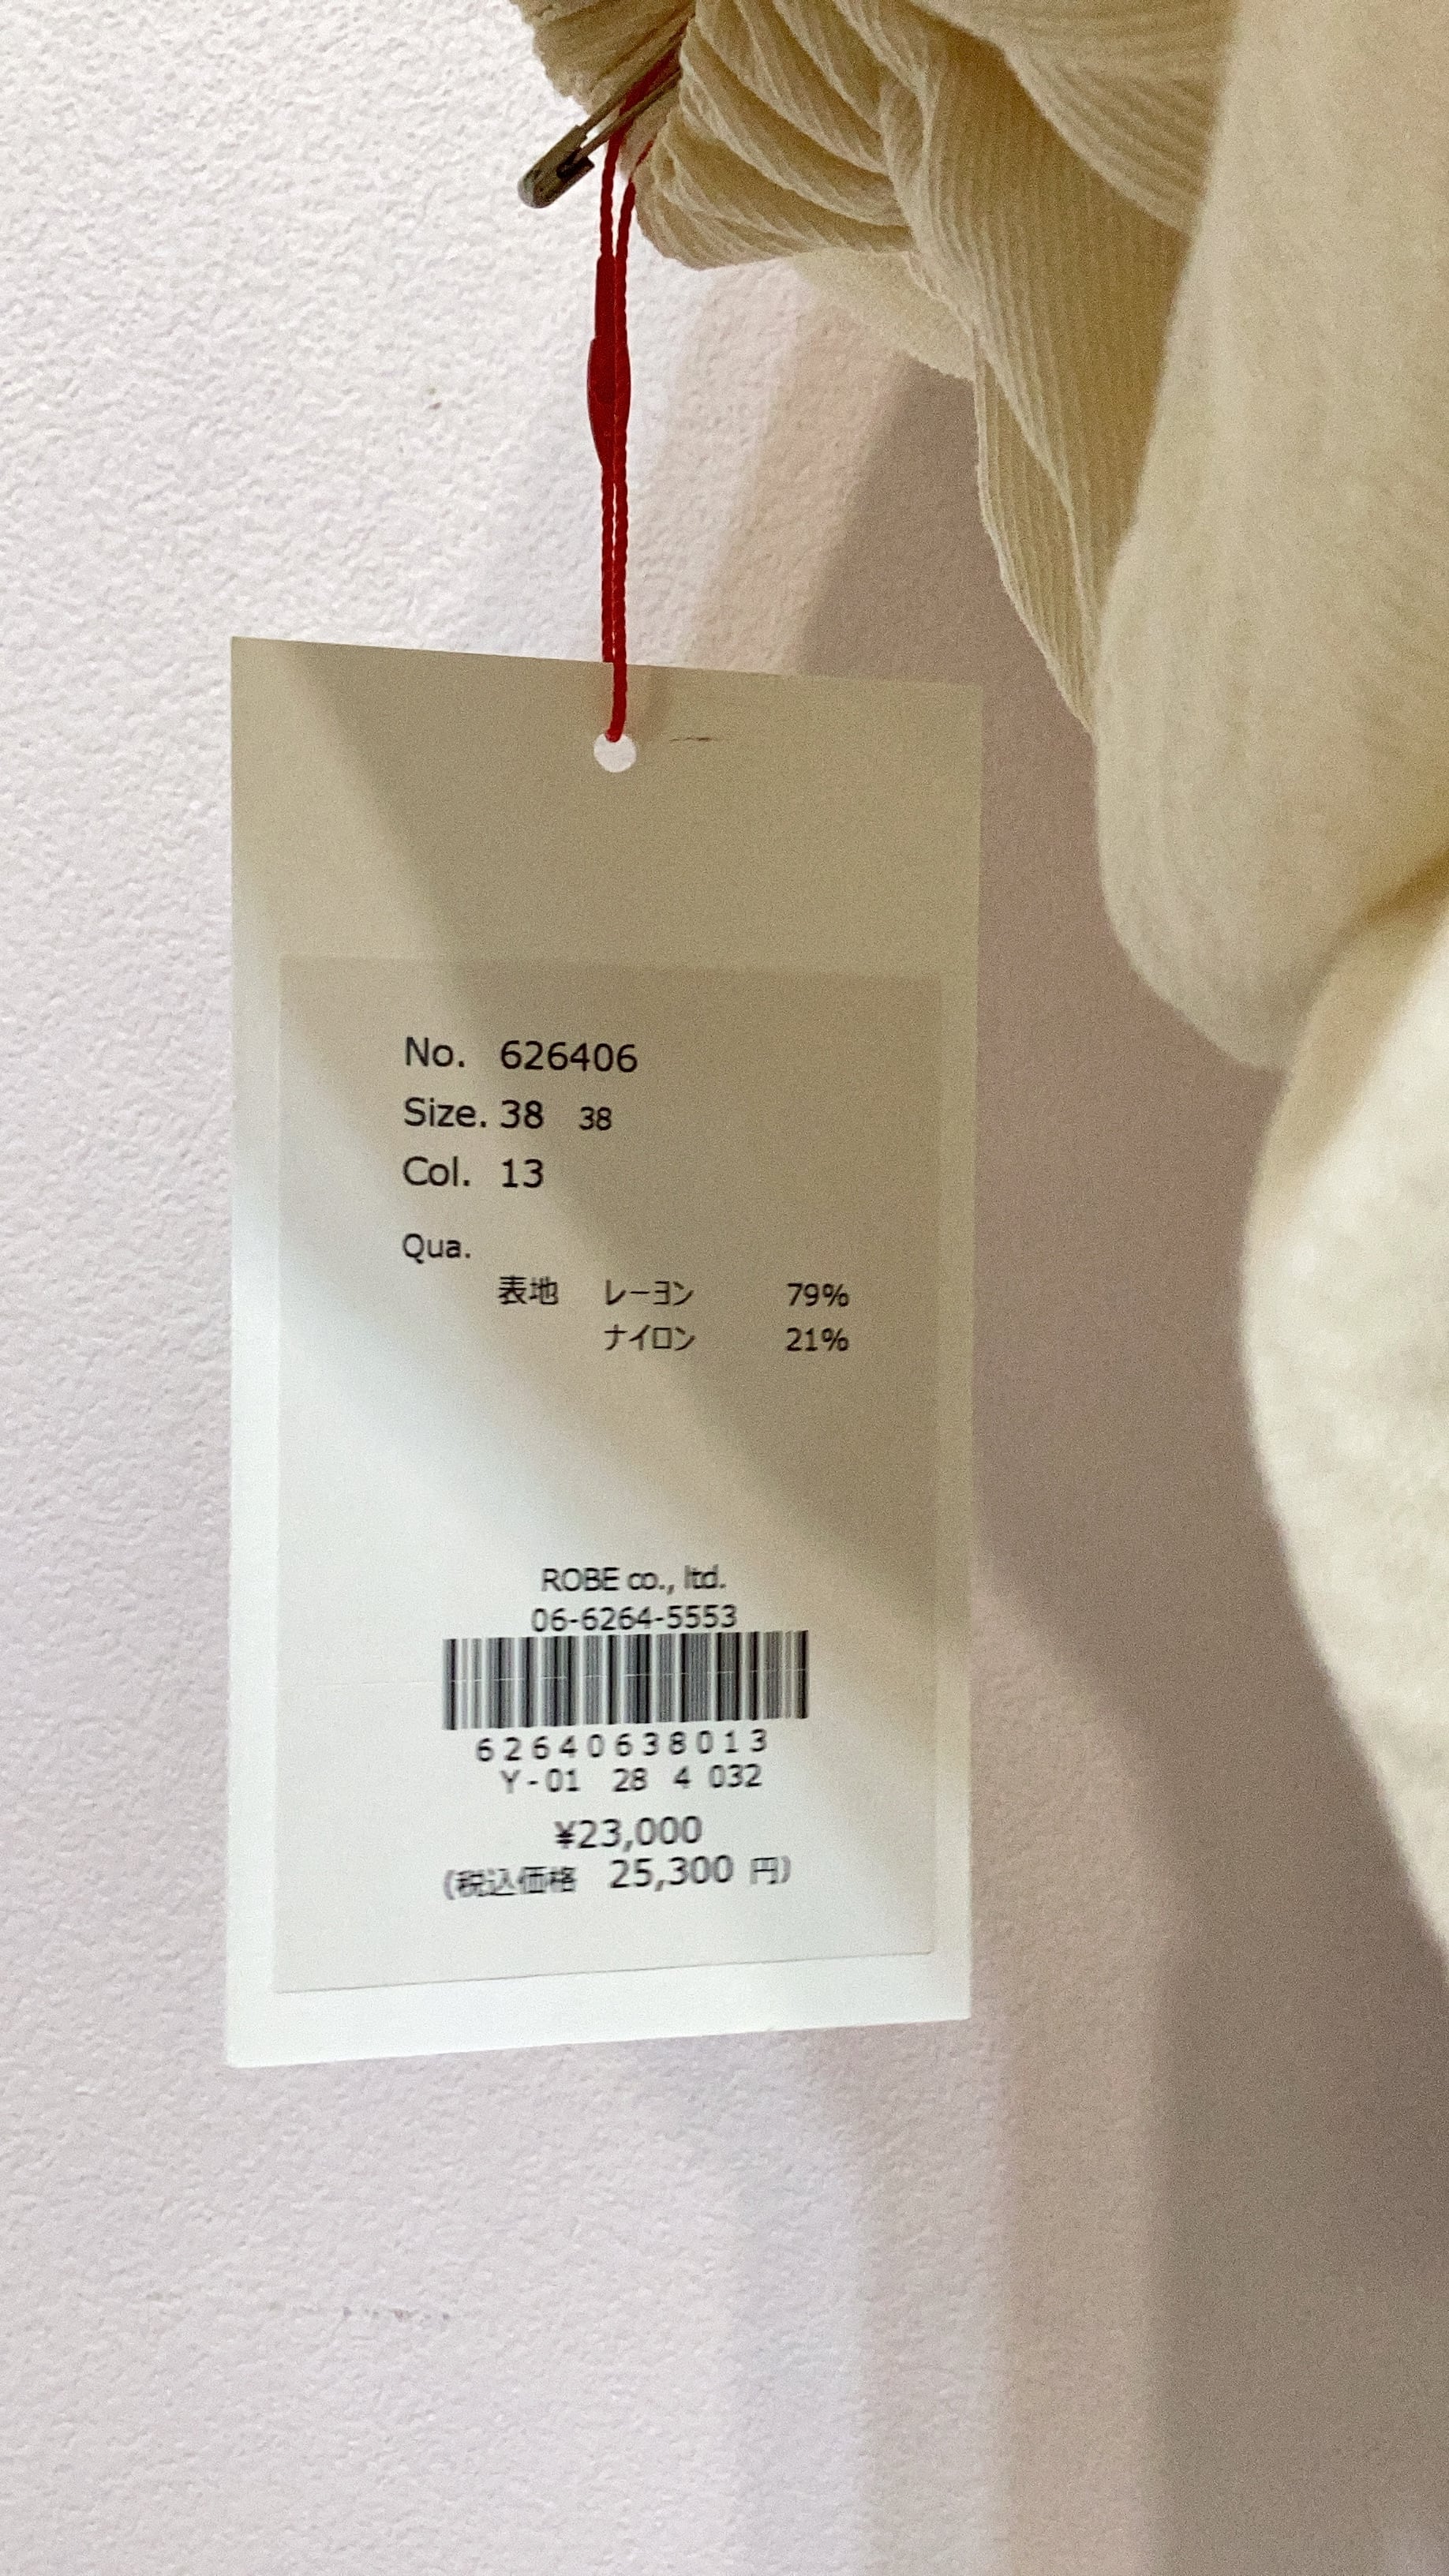 No. 626406
Size. 38 38
Col. 13
Qua.
表地 レーヨン 79%
ナイロン 21%
ROBE co., ltd.
06-6264-5553
62640638013
Y-01 28 4 032
¥23,000
(税込価格 25,300 円)